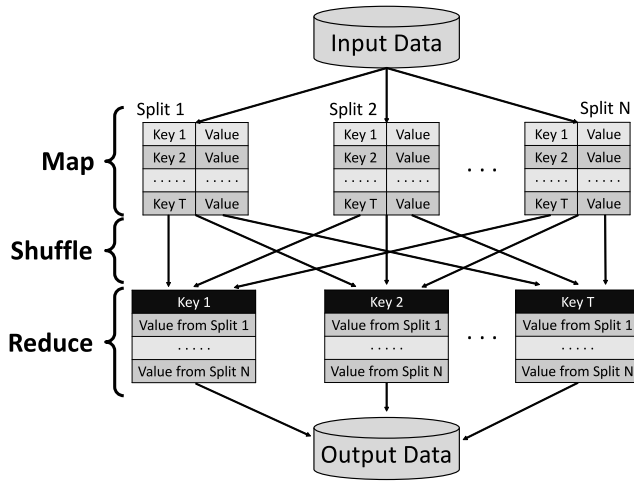 Input Data
Split 1 Split 2 Split N
Key 1 Value Key 1 Value Key 1 Value
Map
Key 2 Value Key 2 Value Key 2 Value
. . . . . . . . . . . . . . . . . . . . . . . . . . . . . . . . .
Key T Value Key T Value Key T Value
Shuffle
Key 1 Key 2 Key T
Value from Split 1 Value from Split 1 Value from Split 1
Reduce
. . . . . . . . . . . . . . . . . .
Value from Split N Value from Split N Value from Split N
Output Data